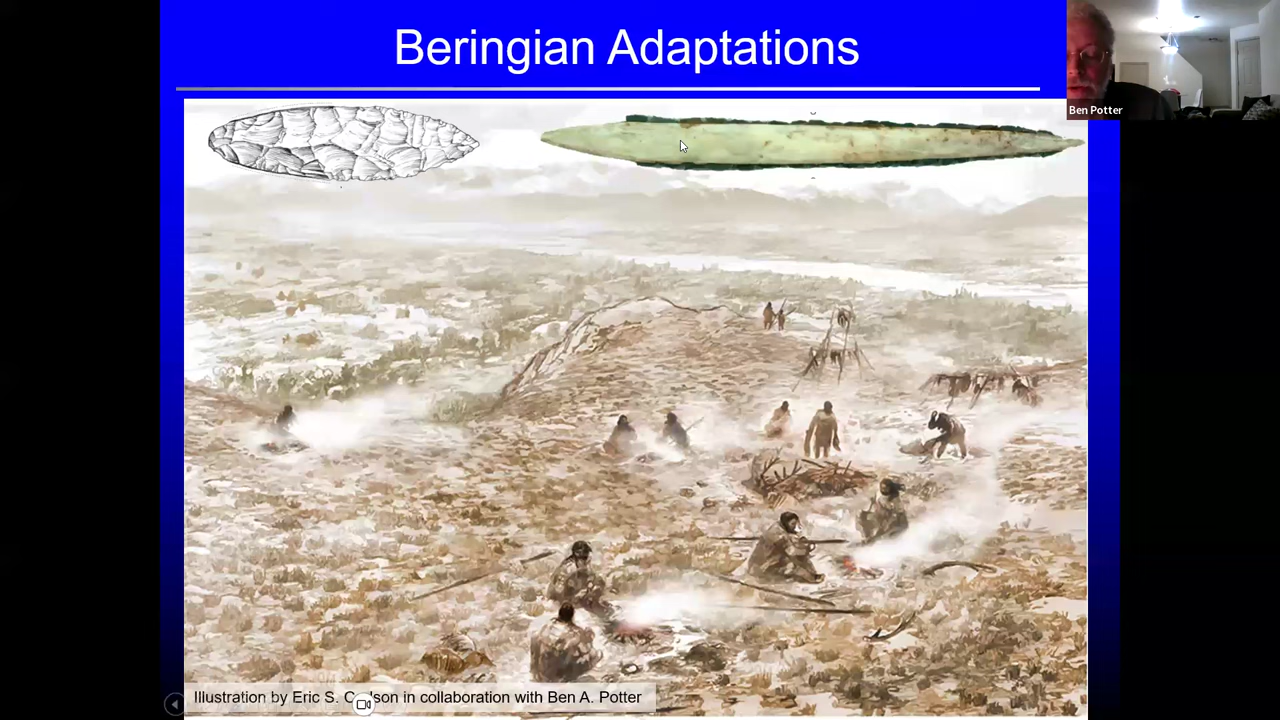 Beringian Adaptations
Ben Potter
Illustration by Eric S. in collaboration with Ben A. Potter